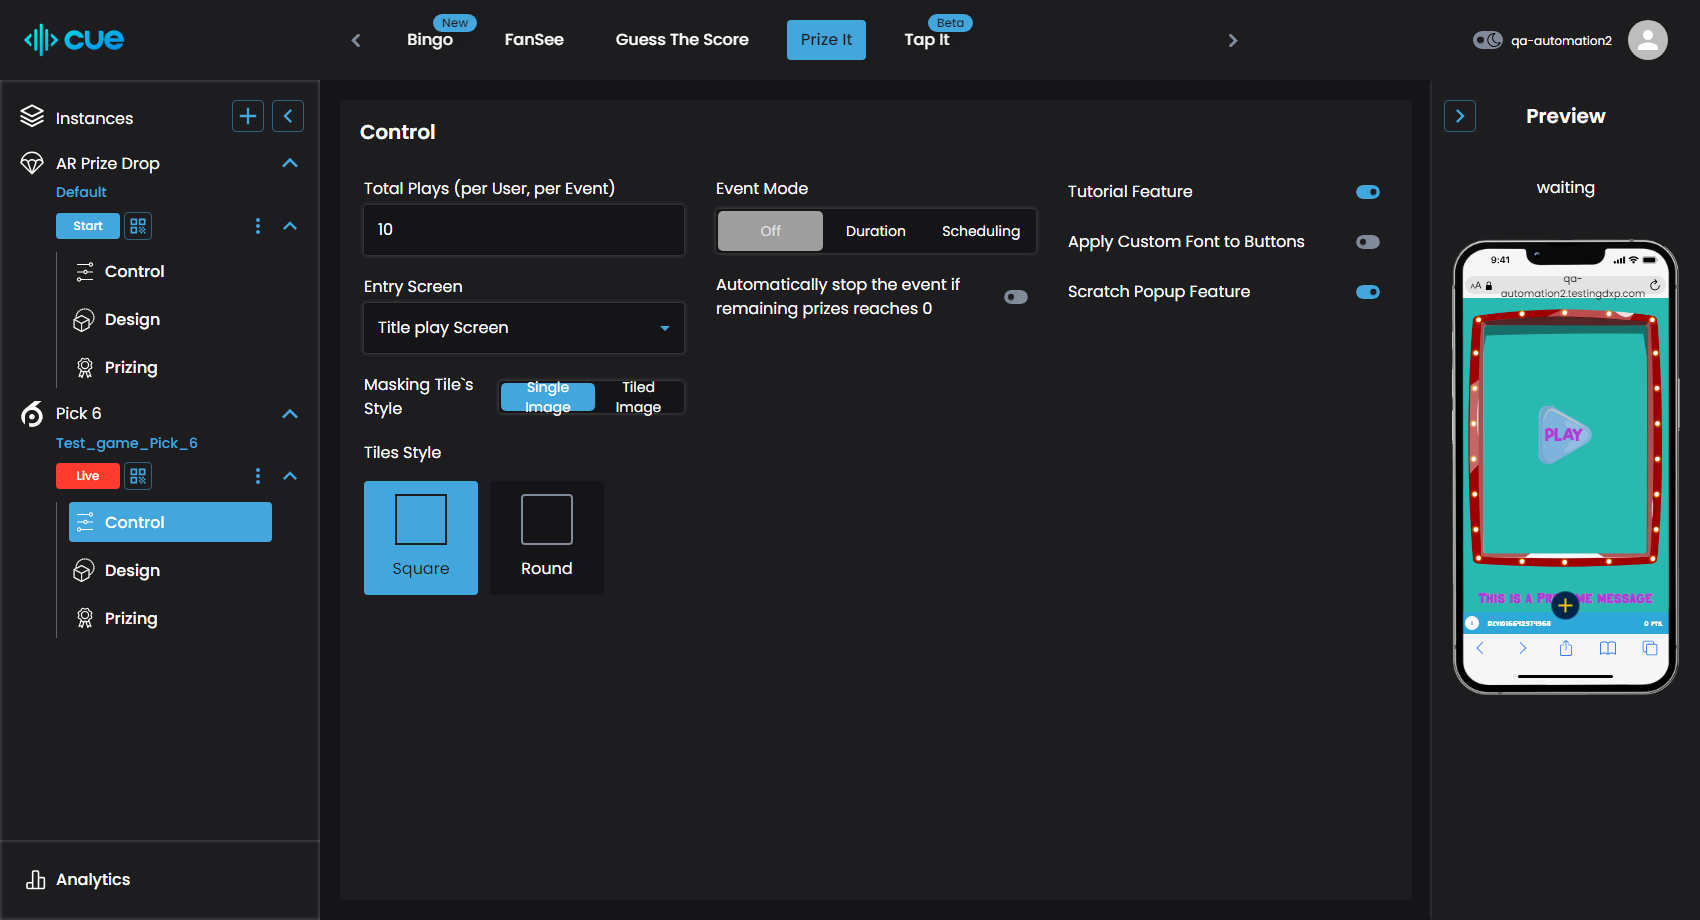 cue
New
Bingo
FanSee
Guess The Score
Prize It
Beta
Tap It
qa-automation2
Instances
AR Prize Drop
Default
Start
Control
Design
Prizing
Pick 6
Test_game_Pick_6
Live
Control
Design
Prizing
Analytics
Control
Total Plays (per User, per Event)
10
Entry Screen
Title play Screen
Masking Tile`s
Style
Single
Image
Tiled
Image
Tiles Style
Square
Round
Event Mode
Off
Duration
Scheduling
Automatically stop the event if
remaining prizes reaches 0
Tutorial Feature
Apply Custom Font to Buttons
Scratch Popup Feature
Preview
waiting
9:41
AA
qa-
automation2.testingdxp.com
PLAY
THIS IS A
MESSAGE
0 PTS.